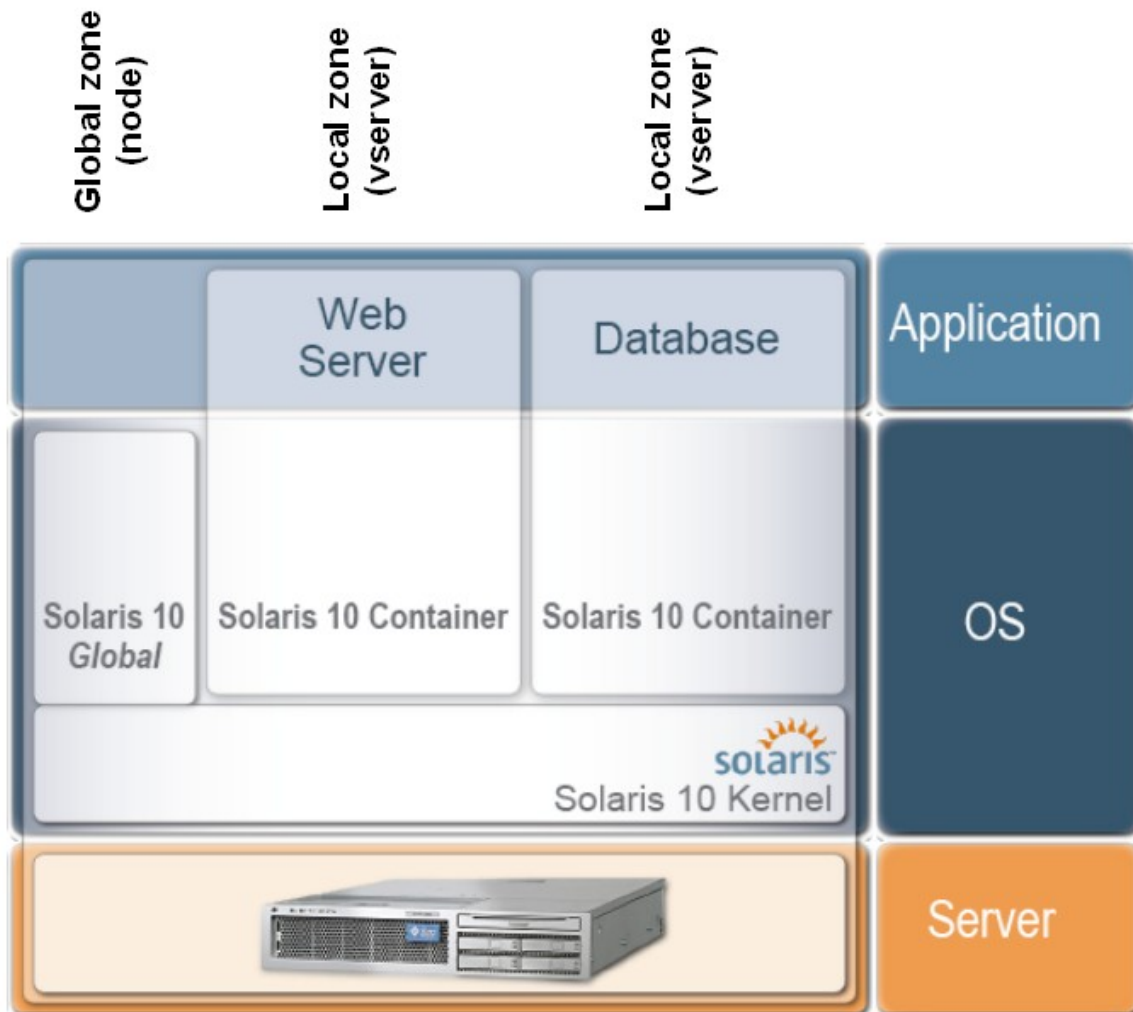 Global zone
(node)
Local zone
(vserver)
Local zone
(vserver)
Web
Server
Database
Application
Solaris 10
Global
Solaris 10 Container
Solaris 10 Container
OS
solaris™
Solaris 10 Kernel
Server